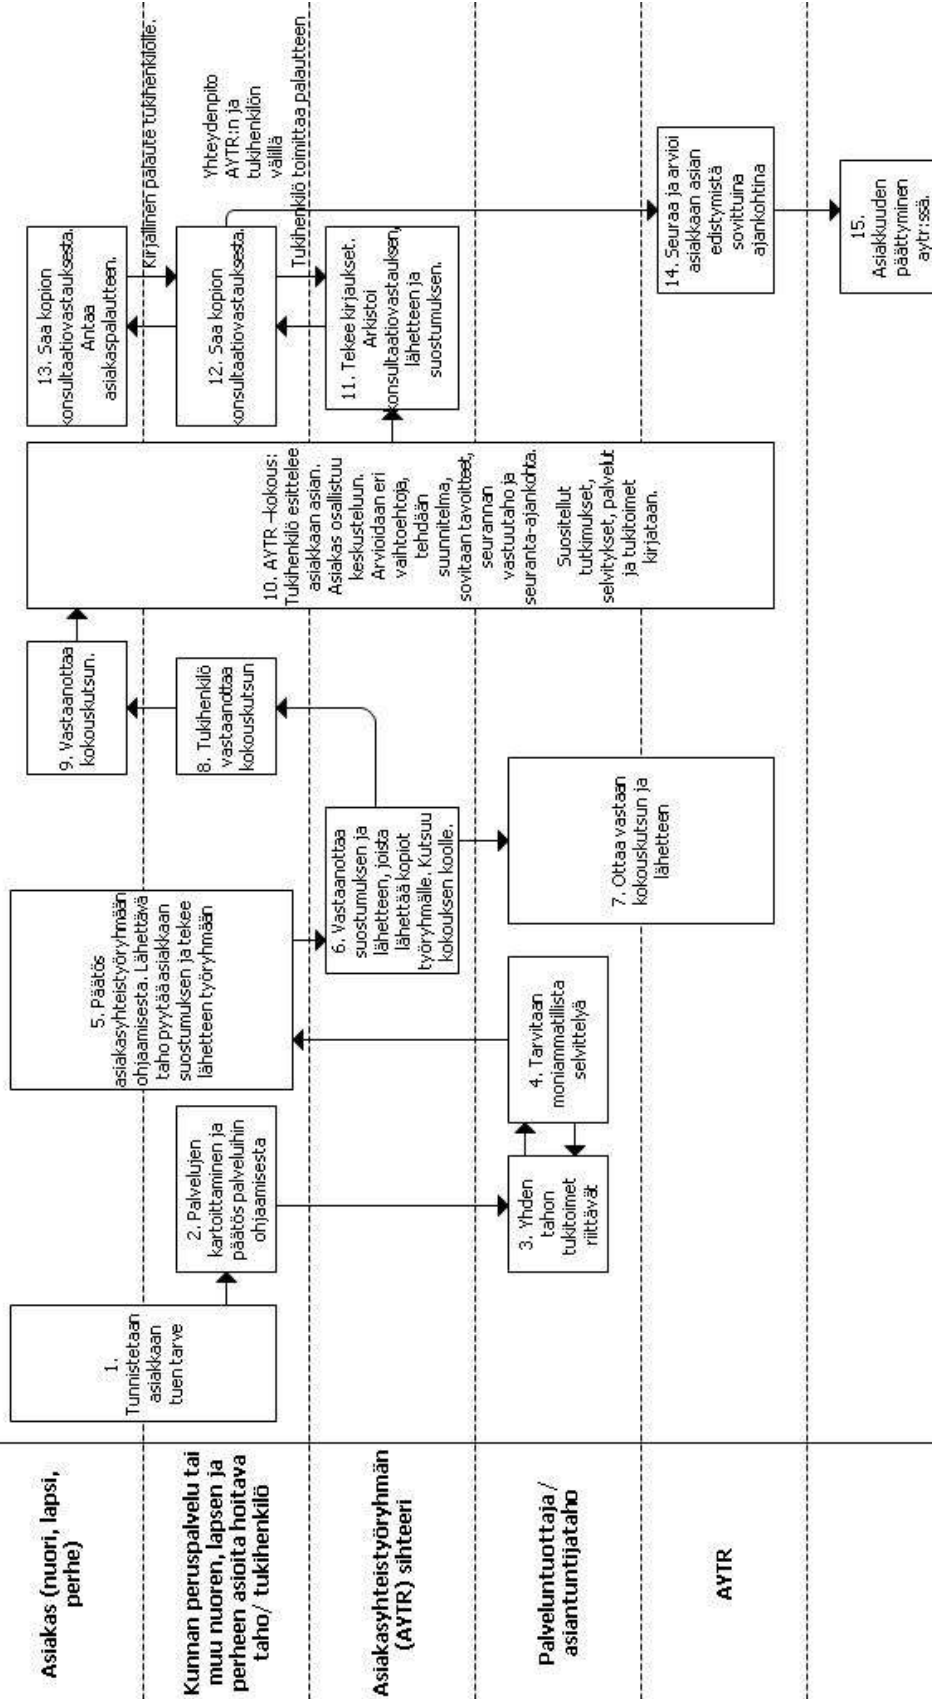 Asiakas (nuori, lapsi,
perhe)
Kunnan peruspalvelu tai
muu nuoren, lapsen ja
perheen asioita hoitava
taho/ tukihenkilö
Asiakasyhteistyöryhmän
(AYTR) sihteeri
Palveluntuottaja /
asiantuntijataho
AYTR
1.
Tunnistetaan
asiakkaan
tuen tarve
2. Palvelujen
kartoittaminen ja
päätös palveluihin
ohjaamisesta
3. Yhden
tahon
tukitoimet
riittävät
4. Tarvitaan
moniammatillista
selvittelyä
5. Päätös
asiakasyhteistyöryhmään
ohjaamisesta. Lähettävä
taho pyytää asiakkaan
suostumuksen ja tekee
lähetteen työryhmään
6. Vastaanottaa
suostumuksen ja
lähetteen, joista
lähettää kopiot
työryhmälle. Kutsuu
kokouksen koolle.
7. Ottaa vastaan
kokouskutsun ja
lähetteen
8. Tukihenkilö
vastaanottaa
kokouskutsun
9. Vastaanottaa
kokouskutsun.
10. AYTR –kokous:
Tukihenkilö esittelee
asiakkaan asian.
Asiakas osallistuu
keskusteluun.
Arvioidaan eri
vaihtoehtoja,
tehdään
suunnitelma,
sovitaan tavoitteet,
seurannan
vastuutaho ja
seuranta-ajankohta.
Suositellut
tutkimukset,
selvitykset, palvelut
ja tukitoimet
kirjataan.
11. Tekee kirjaukset.
Arkistoi
konsultaatiovastauksen,
lähetteen ja
suostumuksen.
12. Saa kopion
konsultaatiovastauksesta.
13. Saa kopion
konsultaatiovastauksesta.
Antaa
asiakaspalautteen.
Kirjallinen palaute tukihenkilölle.
Yhteydenpito
AYTR:n ja
tukihenkilön
välillä
Tukihenkilö toimittaa palautteen
14. Seuraa ja arvioi
asiakkaan asian
edistymistä
sovittuina
ajankohtina
15.
Asiakkuuden
päättyminen
aytr:ssä.